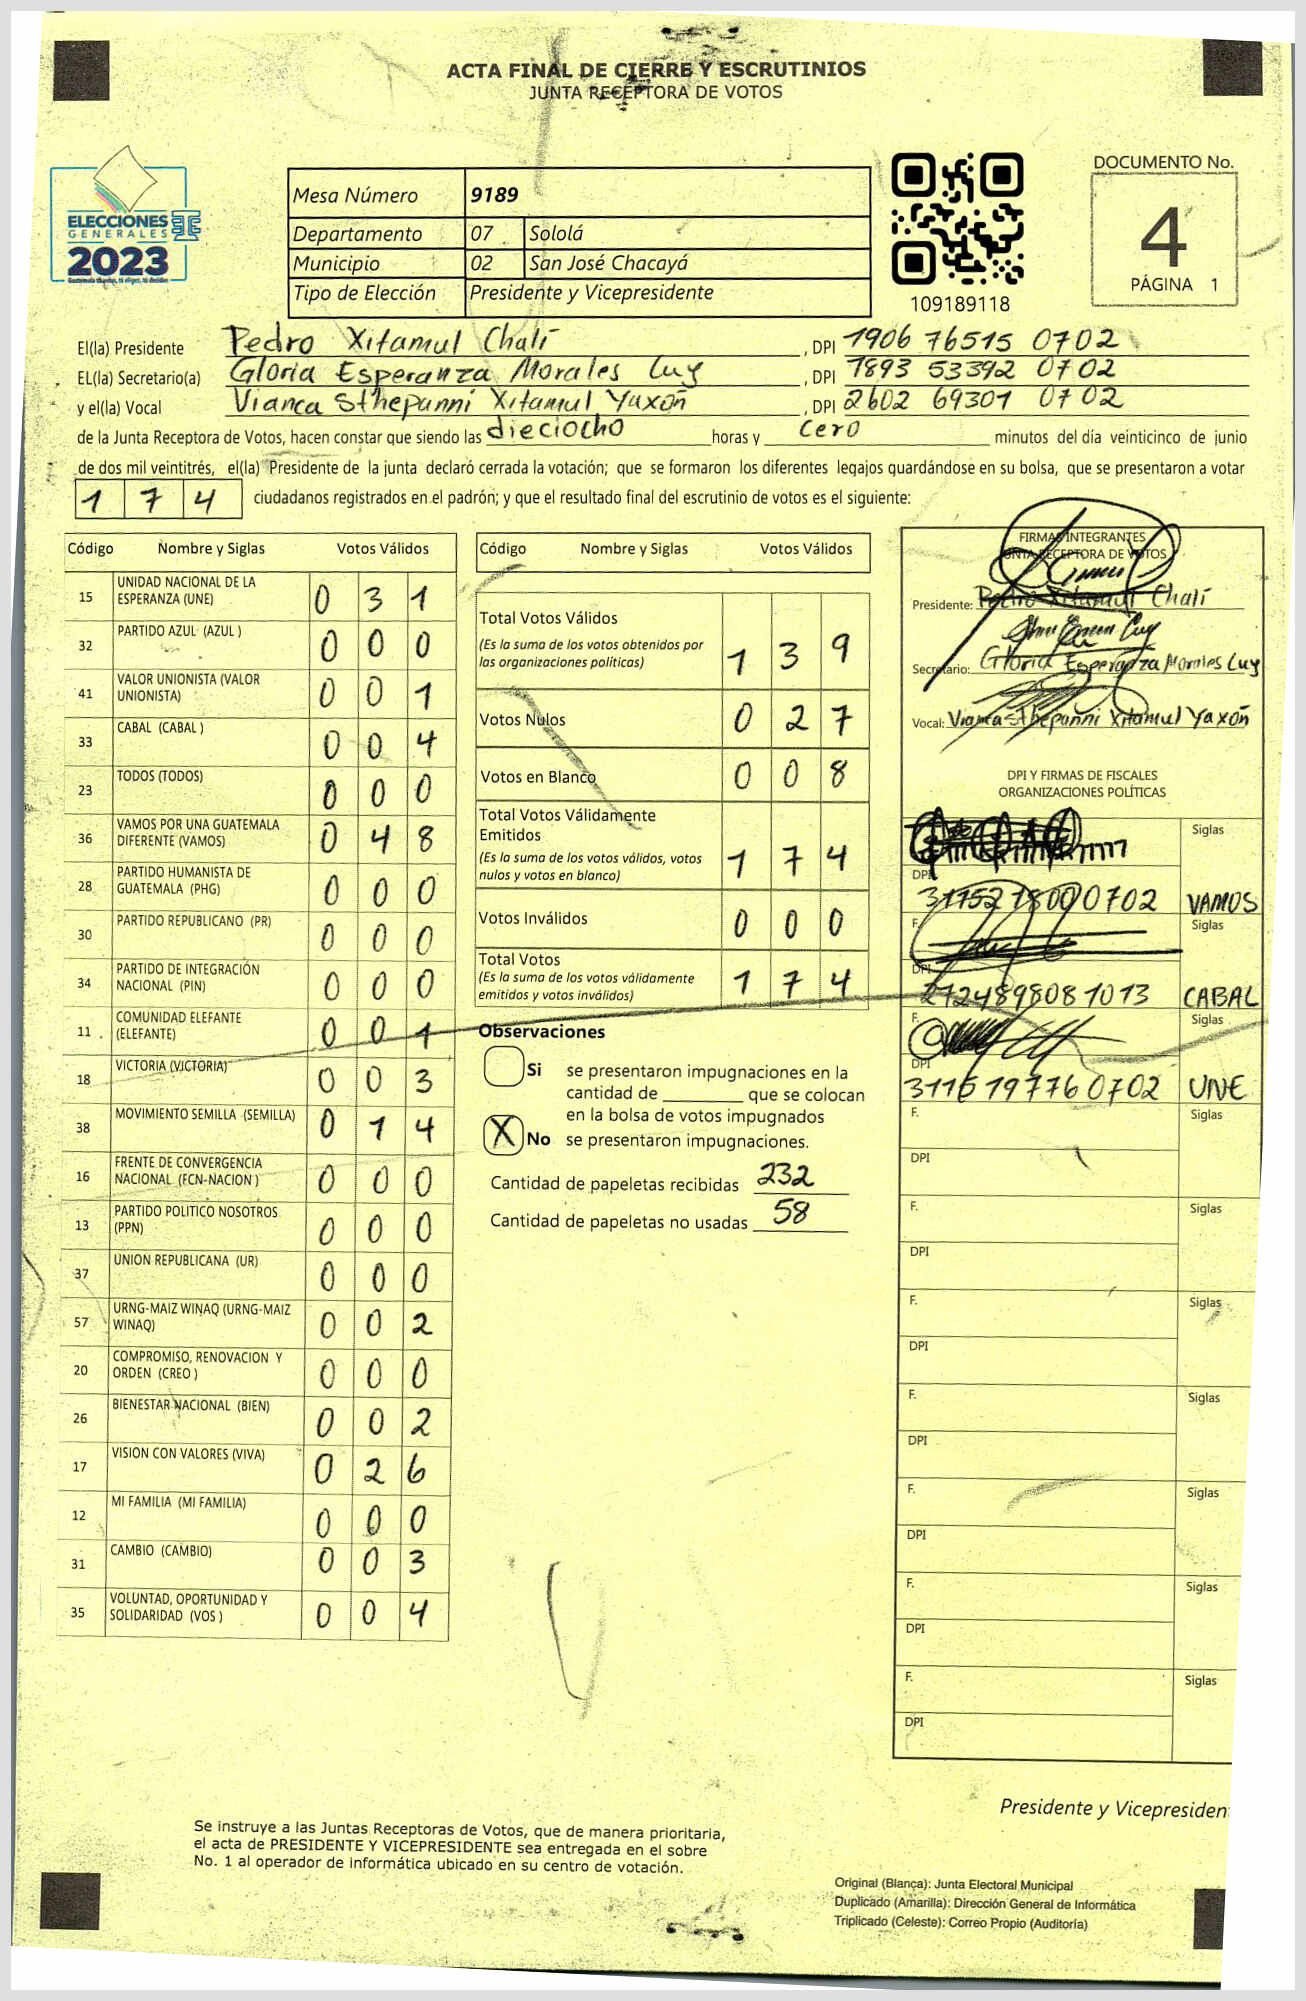 ACTA FINAL DE CIERRE Y ESCRUTINIOS
JUNTA RECEPTORA DE VOTOS
ELECCIONES
GENERALES
2023
Mesa Número 9189
Departamento 07 Sololá
Municipio 02 San José Chacayá
Tipo de Elección Presidente y Vicepresidente
109189118
DOCUMENTO No.
4
PÁGINA 1
El(la) Presidente Pedro Xitamul Chalí, DPI 1906 76515 0702
EL(la) Secretario(a) Gloria Esperanza Morales Cuy, DPI 1893 53392 0702
y el(la) Vocal Vianca Sthepanni Xitamul Yaxón, DPI 2602 69301 0702
de la Junta Receptora de Votos, hacen constar que siendo las dieciocho horas y cero minutos del día veinticinco de junio
de dos mil veintitrés, el(la) Presidente de la junta declaró cerrada la votación; que se formaron los diferentes legajos quardándose en su bolsa, que se presentaron a votar
1 7 4 ciudadanos registrados en el padrón; y que el resultado final del escrutinio de votos es el siguiente:
Código Nombre y Siglas Votos Válidos
15 UNIDAD NACIONAL DE LA ESPERANZA (UNE) 0 3 1
32 PARTIDO AZUL (AZUL ) 0 0 0
41 VALOR UNIONISTA (VALOR UNIONISTA) 0 0 1
33 CABAL (CABAL ) 0 0 4
23 TODOS (TODOS) 0 0 0
36 VAMOS POR UNA GUATEMALA DIFERENTE (VAMOS) 0 4 8
28 PARTIDO HUMANISTA DE GUATEMALA (PHG) 0 0 0
30 PARTIDO REPUBLICANO (PR) 0 0 0
34 PARTIDO DE INTEGRACIÓN NACIONAL (PIN) 0 0 0
11 COMUNIDAD ELEFANTE (ELEFANTE) 0 0 1
18 VICTORIA (VICTORIA) 0 0 3
38 MOVIMIENTO SEMILLA (SEMILLA) 0 1 4
16 FRENTE DE CONVERGENCIA NACIONAL (FCN-NACION ) 0 0 0
13 PARTIDO POLITICO NOSOTROS (PPN) 0 0 0
37 UNION REPUBLICANA (UR) 0 0 0
57 URNG-MAIZ WINAQ (URNG-MAIZ WINAQ) 0 0 2
20 COMPROMISO, RENOVACION Y ORDEN (CREO ) 0 0 0
26 BIENESTAR NACIONAL (BIEN) 0 0 2
17 VISION CON VALORES (VIVA) 0 2 6
12 MI FAMILIA (MI FAMILIA) 0 0 0
31 CAMBIO (CAMBIO) 0 0 3
35 VOLUNTAD, OPORTUNIDAD Y SOLIDARIDAD (VOS ) 0 0 4
Código Nombre y Siglas Votos Válidos
Total Votos Válidos
(Es la suma de los votos obtenidos por
las organizaciones políticas) 1 3 9
Votos Nulos 0 2 7
Votos en Blanco 0 0 8
Total Votos Válidamente
Emitidos
(Es la suma de los votos válidos, votos
nulos y votos en blanco) 1 7 4
Votos Inválidos 0 0 0
Total Votos
(Es la suma de los votos válidamente
emitidos y votos inválidos) 1 7 4
Observaciones
Si se presentaron impugnaciones en la
cantidad de ________ que se colocan
en la bolsa de votos impugnados
X No se presentaron impugnaciones.
Cantidad de papeletas recibidas 232
Cantidad de papeletas no usadas 58
FIRMAS INTEGRANTES
JUNTA RECEPTORA DE VOTOS
Presidente: Pedro Xitamul Chalí
Secretario: Gloria Esperanza Morales Cuy
Vocal: Vianca Sthepanni Xitamul Yaxón
DPI Y FIRMAS DE FISCALES
ORGANIZACIONES POLÍTICAS
Siglas
DPI
VAMOS
F. Siglas
DPI 2724898081013 CABAL
F. Siglas
DPI 3116197760702 UNE
F. Siglas
DPI
F. Siglas
DPI
F. Siglas
DPI
F. Siglas
DPI
F. Siglas
DPI
F. Siglas
DPI
F. Siglas
DPI
Presidente y Vicepresiden
Se instruye a las Juntas Receptoras de Votos, que de manera prioritaria,
el acta de PRESIDENTE Y VICEPRESIDENTE sea entregada en el sobre
No. 1 al operador de informática ubicado en su centro de votación.
Original (Blanca): Junta Electoral Municipal
Duplicado (Amarilla): Dirección General de Informática
Triplicado (Celeste): Correo Propio (Auditoría)